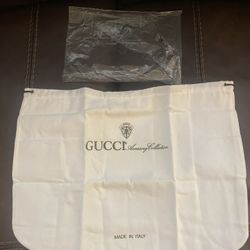 GUCCI Accessory Collection
MADE IN ITALY